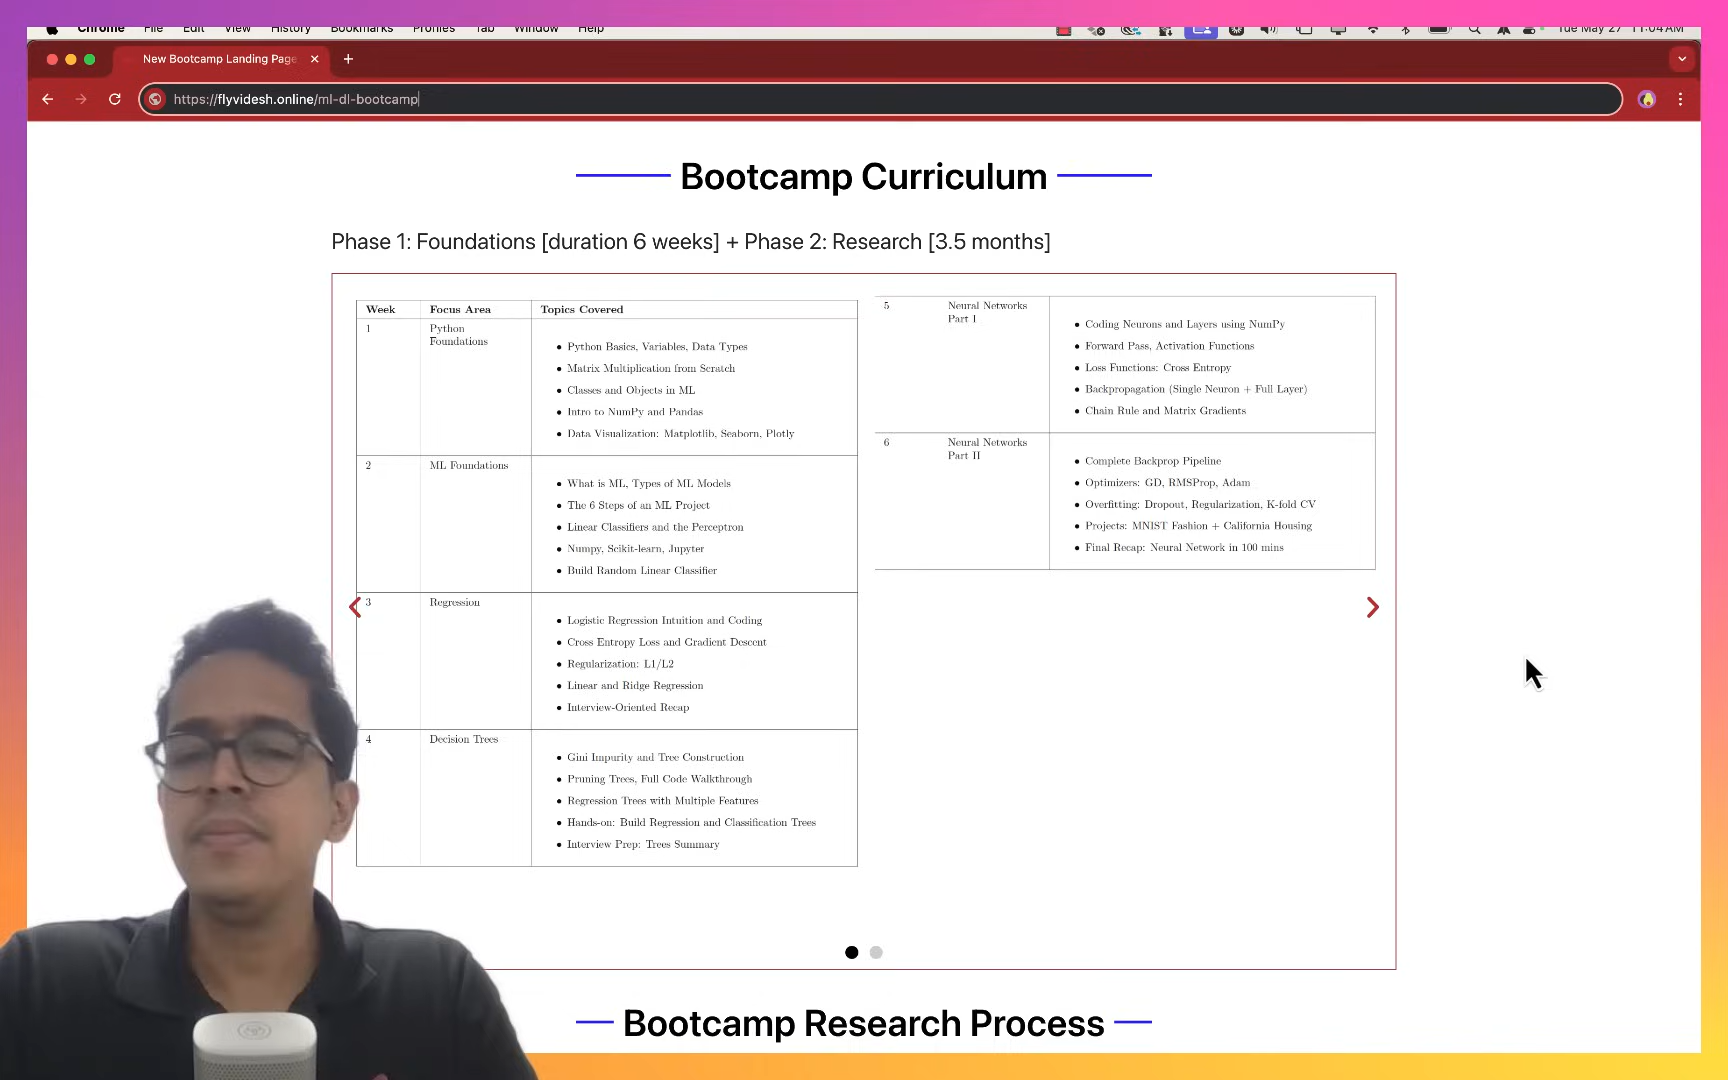 Chrome File Edit View History Bookmarks Profiles Tab Window Help Tue May 27 11:04 AM
New Bootcamp Landing Page
https://flyvidesh.online/ml-dl-bootcamp
Bootcamp Curriculum
Phase 1: Foundations [duration 6 weeks] + Phase 2: Research [3.5 months]
Week Focus Area Topics Covered
1 Python
Foundations
• Python Basics, Variables, Data Types
• Matrix Multiplication from Scratch
• Classes and Objects in ML
• Intro to NumPy and Pandas
• Data Visualization: Matplotlib, Seaborn, Plotly
2 ML Foundations
• What is ML, Types of ML Models
• The 6 Steps of an ML Project
• Linear Classifiers and the Perceptron
• Numpy, Scikit-learn, Jupyter
• Build Random Linear Classifier
3 Regression
• Logistic Regression Intuition and Coding
• Cross Entropy Loss and Gradient Descent
• Regularization: L1/L2
• Linear and Ridge Regression
• Interview-Oriented Recap
4 Decision Trees
• Gini Impurity and Tree Construction
• Pruning Trees, Full Code Walkthrough
• Regression Trees with Multiple Features
• Hands-on: Build Regression and Classification Trees
• Interview Prep: Trees Summary
5 Neural Networks
Part I
• Coding Neurons and Layers using NumPy
• Forward Pass, Activation Functions
• Loss Functions: Cross Entropy
• Backpropagation (Single Neuron + Full Layer)
• Chain Rule and Matrix Gradients
6 Neural Networks
Part II
• Complete Backprop Pipeline
• Optimizers: GD, RMSProp, Adam
• Overfitting: Dropout, Regularization, K-fold CV
• Projects: MNIST Fashion + California Housing
• Final Recap: Neural Network in 100 mins
Bootcamp Research Process